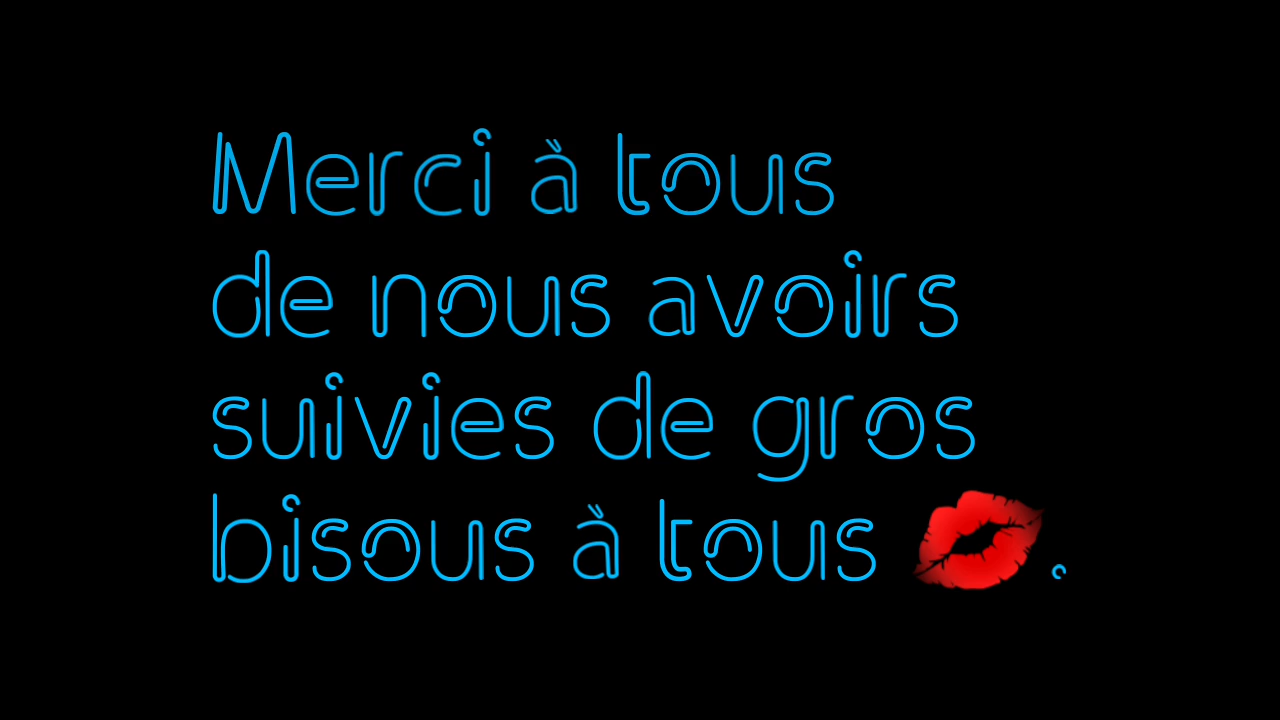 Merci à tous
de nous avoirs
suivies de gros
bisous à tous 💋.